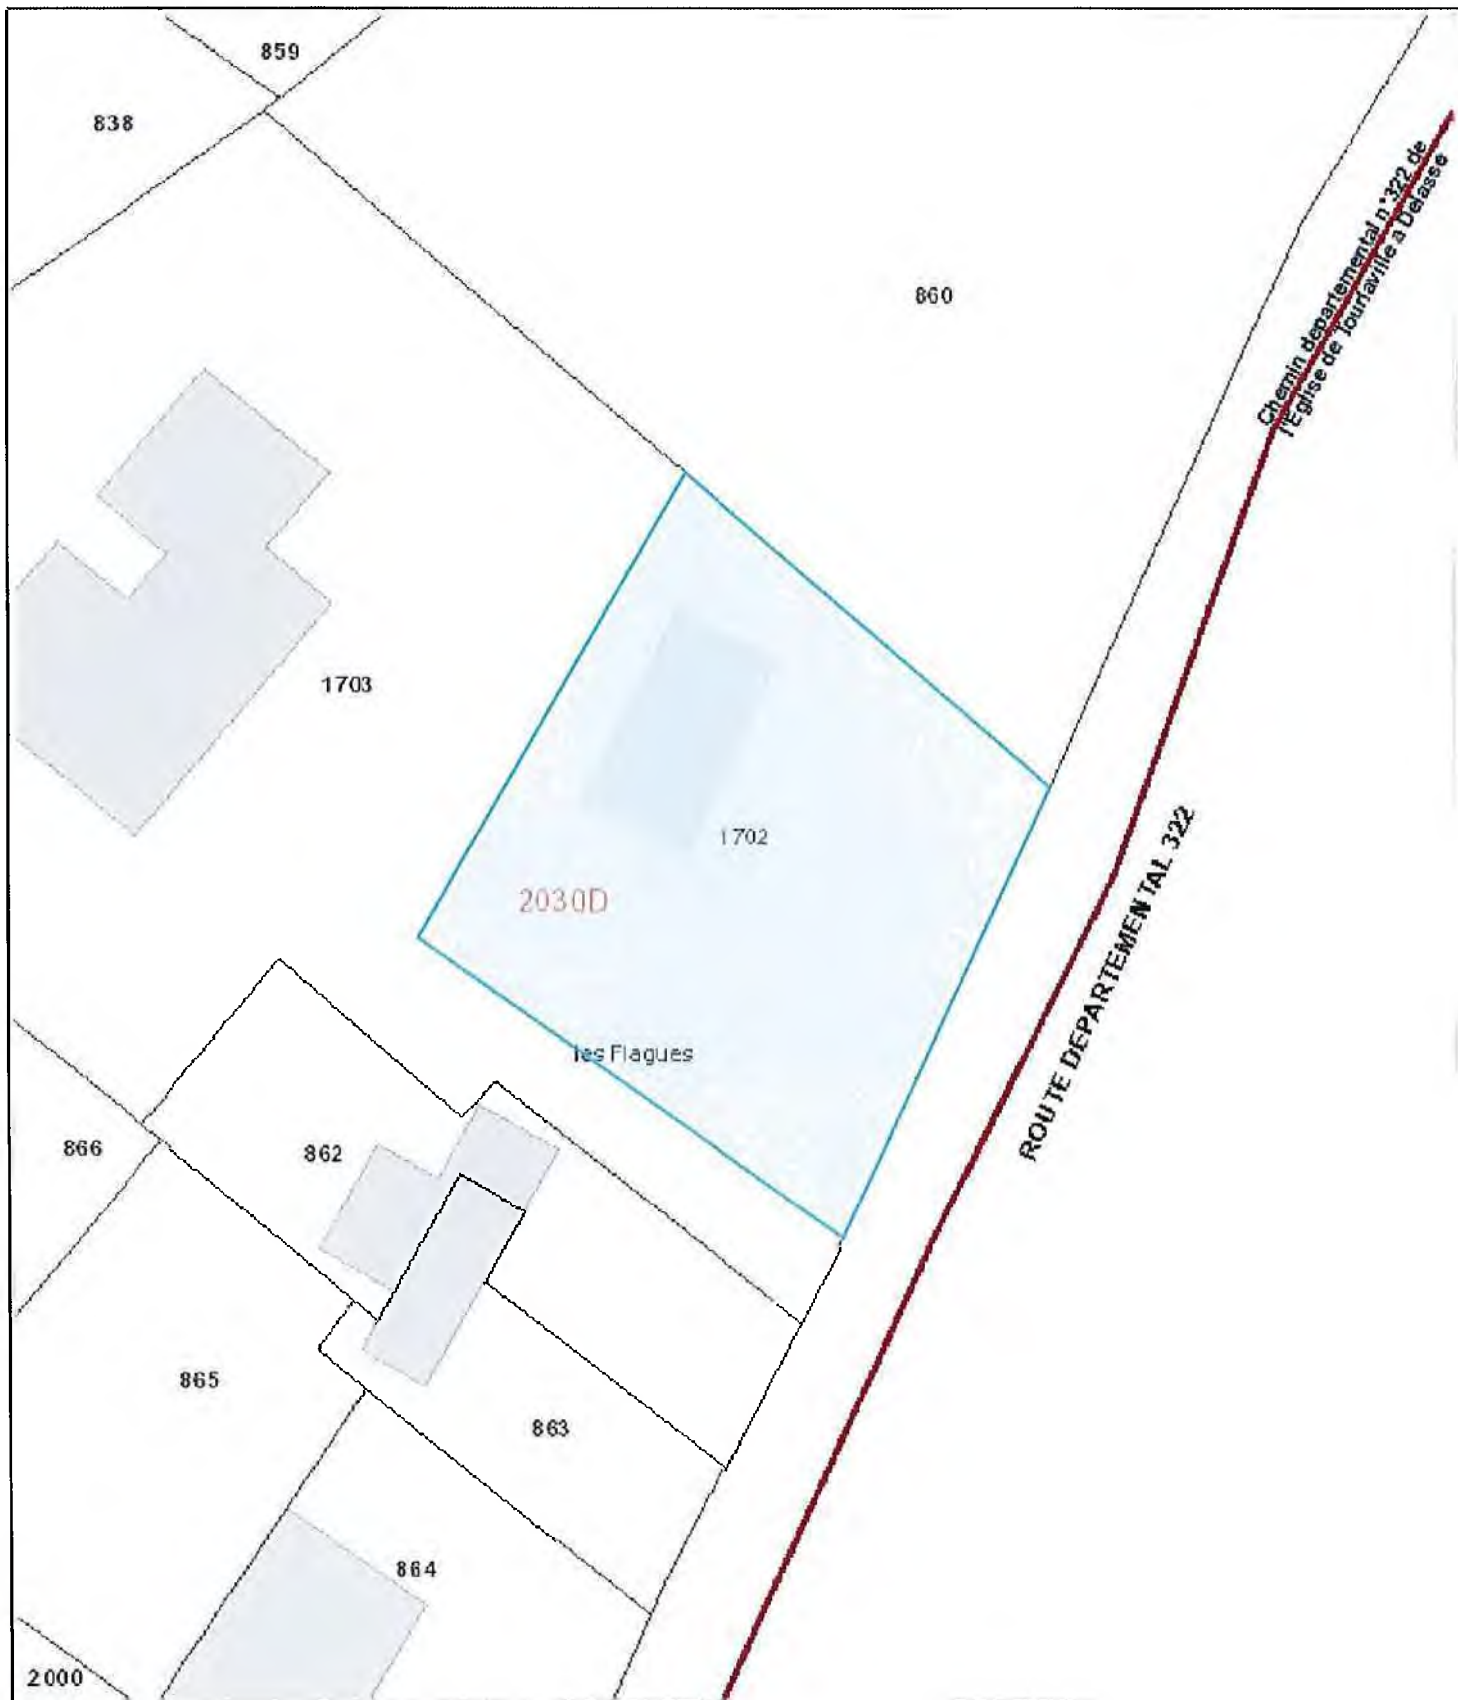 859
838
Chemin departemental n°322 de
l'Eglise de Tournaville à Delasse
860
1703
1702
ROUTE DEPARTEMENTAL 322
2030D
les Flagues
866
862
865
863
864
2000